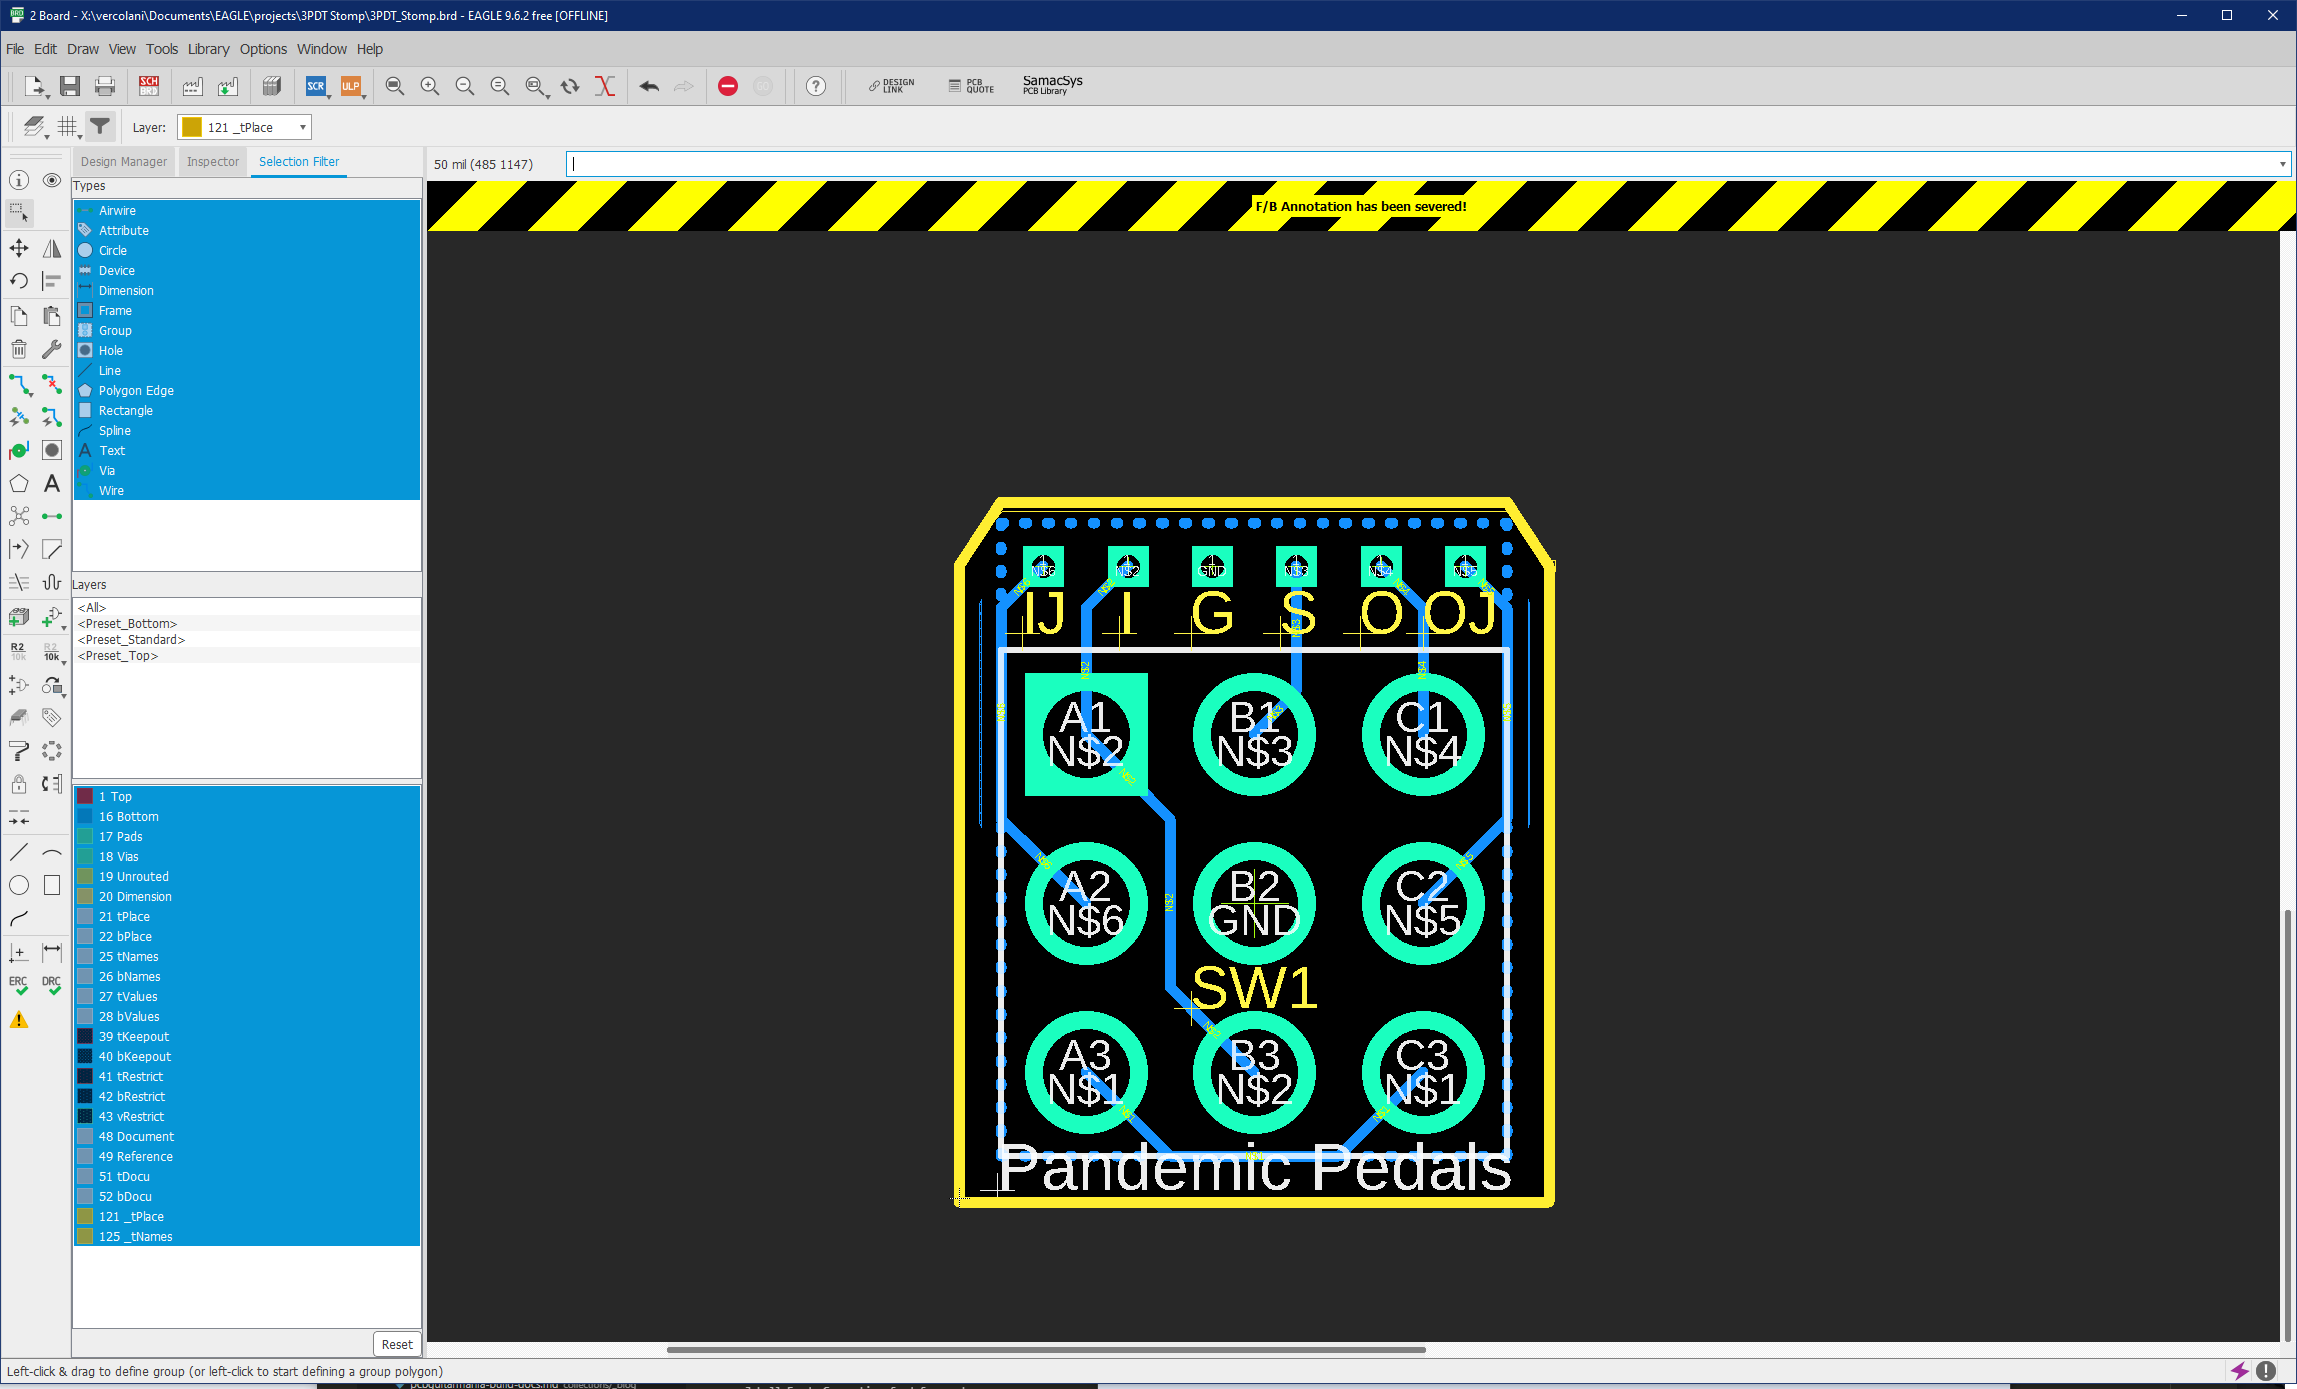 2 Board - X:\vercolani\Documents\EAGLE\projects\3PDT Stomp\3PDT_Stomp.brd - EAGLE 9.6.2 free [OFFLINE]
File Edit Draw View Tools Library Options Window Help
SCH BRD SCR ULP DESIGN LINK PCB QUOTE SamacSys PCB Library
Layer: 121 _tPlace
Design Manager Inspector Selection Filter
50 mil (485 1147)
Types
F/B Annotation has been severed!
Airwire
Attribute
Circle
Device
Dimension
Frame
Group
Hole
Line
Polygon Edge
Rectangle
Spline
Text
Via
Wire
Layers
<All>
<Preset_Bottom>
<Preset_Standard>
<Preset_Top>
R2 10k R2 10k
1 Top
16 Bottom
17 Pads
18 Vias
19 Unrouted
20 Dimension
21 tPlace
22 bPlace
25 tNames
26 bNames
27 tValues
28 bValues
39 tKeepout
40 bKeepout
41 tRestrict
42 bRestrict
43 vRestrict
48 Document
49 Reference
51 tDocu
52 bDocu
121 _tPlace
125 _tNames
ERC DRC
Reset
N$6 N$2 GND N$3 N$4 N$5
IJ I G S O OJ
A1 B1 C1
N$2 N$3 N$4
A2 B2 C2
N$6 GND N$5
SW1
A3 B3 C3
N$1 N$2 N$1
Pandemic Pedals
Left-click & drag to define group (or left-click to start defining a group polygon)